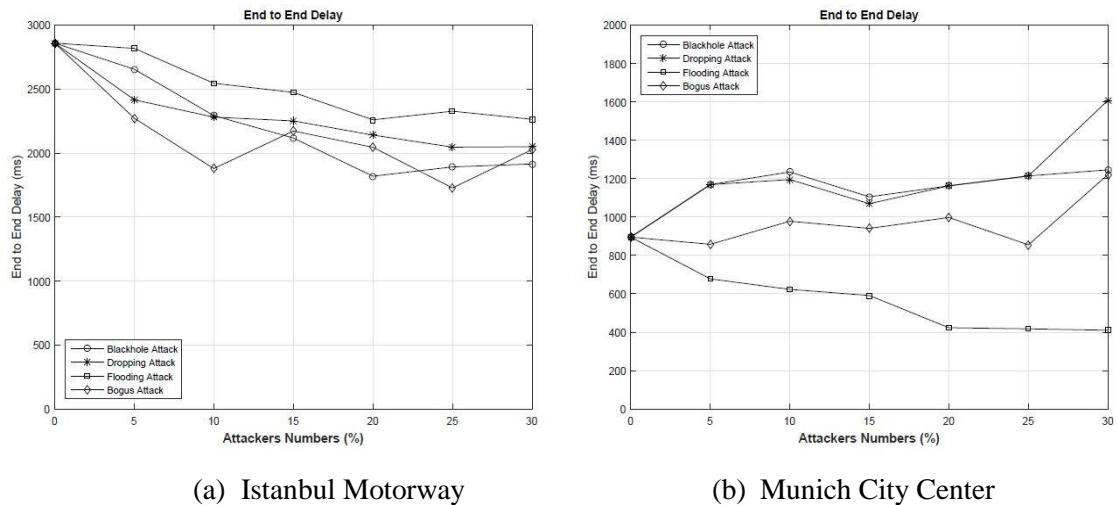 End to End Delay
3000
2500
2000
1500
1000
500
0
End to End Delay (ms)
Blackhole Attack
Dropping Attack
Flooding Attack
Bogus Attack
0 5 10 15 20 25 30
Attackers Numbers (%)
(a) Istanbul Motorway
End to End Delay
2000
1800
1600
1400
1200
1000
800
600
400
200
0
End to End Delay (ms)
Blackhole Attack
Dropping Attack
Flooding Attack
Bogus Attack
0 5 10 15 20 25 30
Attackers Numbers (%)
(b) Munich City Center